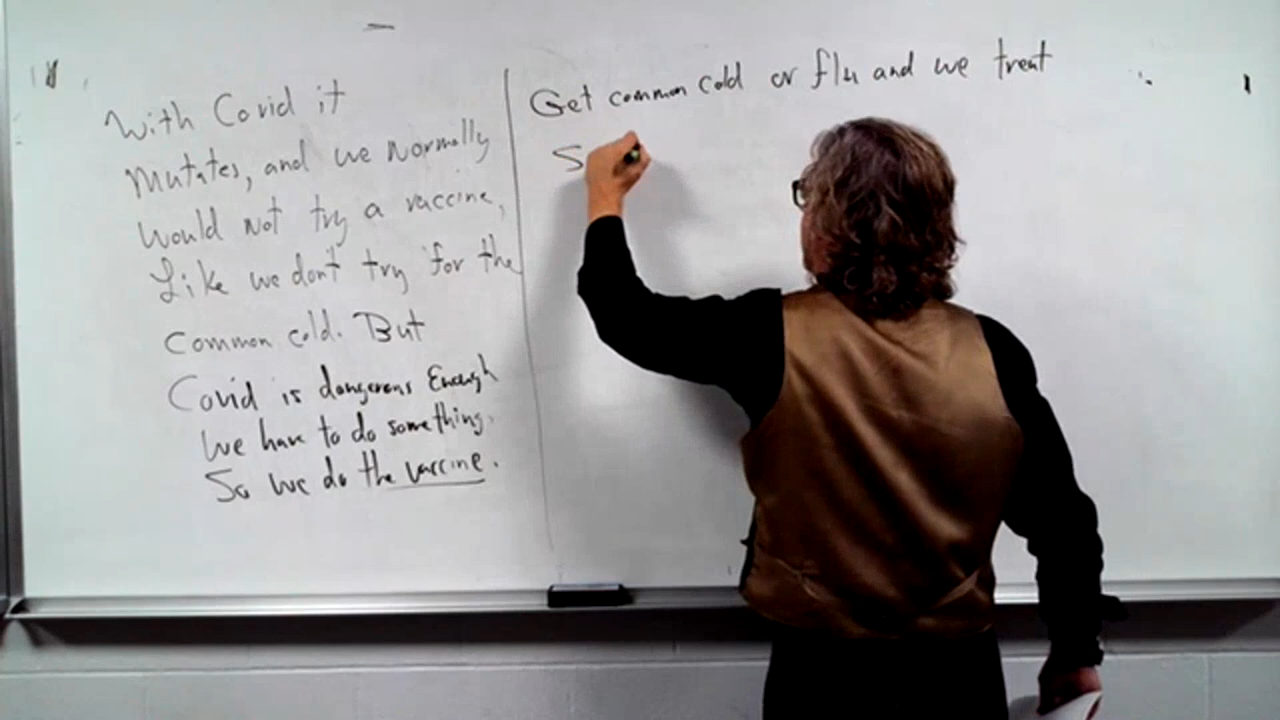 With Covid it
Mutates, and we normally
Would not try a vaccine,
Like we don't try for the
Common cold. But
Covid is dangerous Enough
We have to do something.
So we do the vaccine.
Get common cold or flu and we treat
S